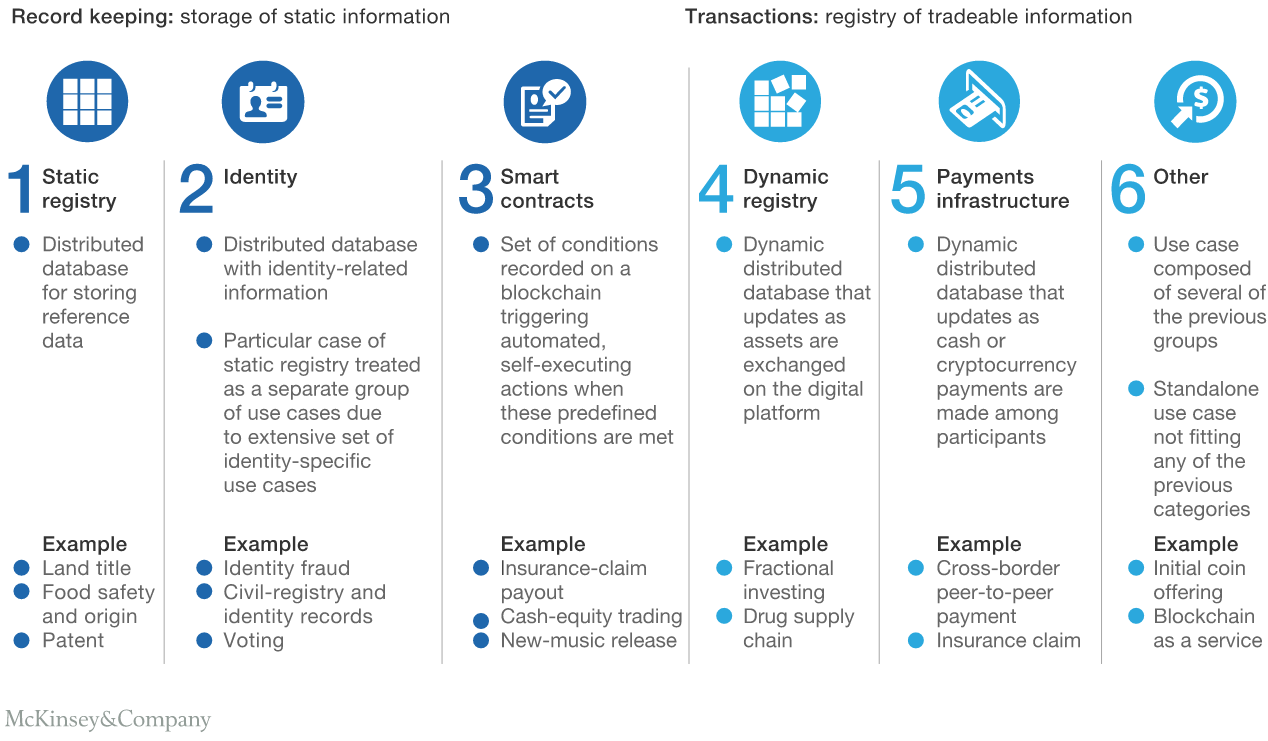 Record keeping: storage of static information
Transactions: registry of tradeable information
1 Static
registry
Distributed
database
for storing
reference
data
Example
Land title
Food safety
and origin
Patent
2 Identity
Distributed database
with identity-related
information
Particular case of
static registry treated
as a separate group
of use cases due
to extensive set of
identity-specific
use cases
Example
Identity fraud
Civil-registry and
identity records
Voting
3 Smart
contracts
Set of conditions
recorded on a
blockchain
triggering
automated,
self-executing
actions when
these predefined
conditions are met
Example
Insurance-claim
payout
Cash-equity trading
New-music release
4 Dynamic
registry
Dynamic
distributed
database that
updates as
assets are
exchanged
on the digital
platform
Example
Fractional
investing
Drug supply
chain
5 Payments
infrastructure
Dynamic
distributed
database that
updates as
cash or
cryptocurrency
payments are
made among
participants
Example
Cross-border
peer-to-peer
payment
Insurance claim
$
6 Other
Use case
composed
of several of
the previous
groups
Standalone
use case
not fitting
any of the
previous
categories
Example
Initial coin
offering
Blockchain
as a service
McKinsey&Company